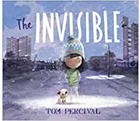 The INVISIBLE
TOM PERCIVAL